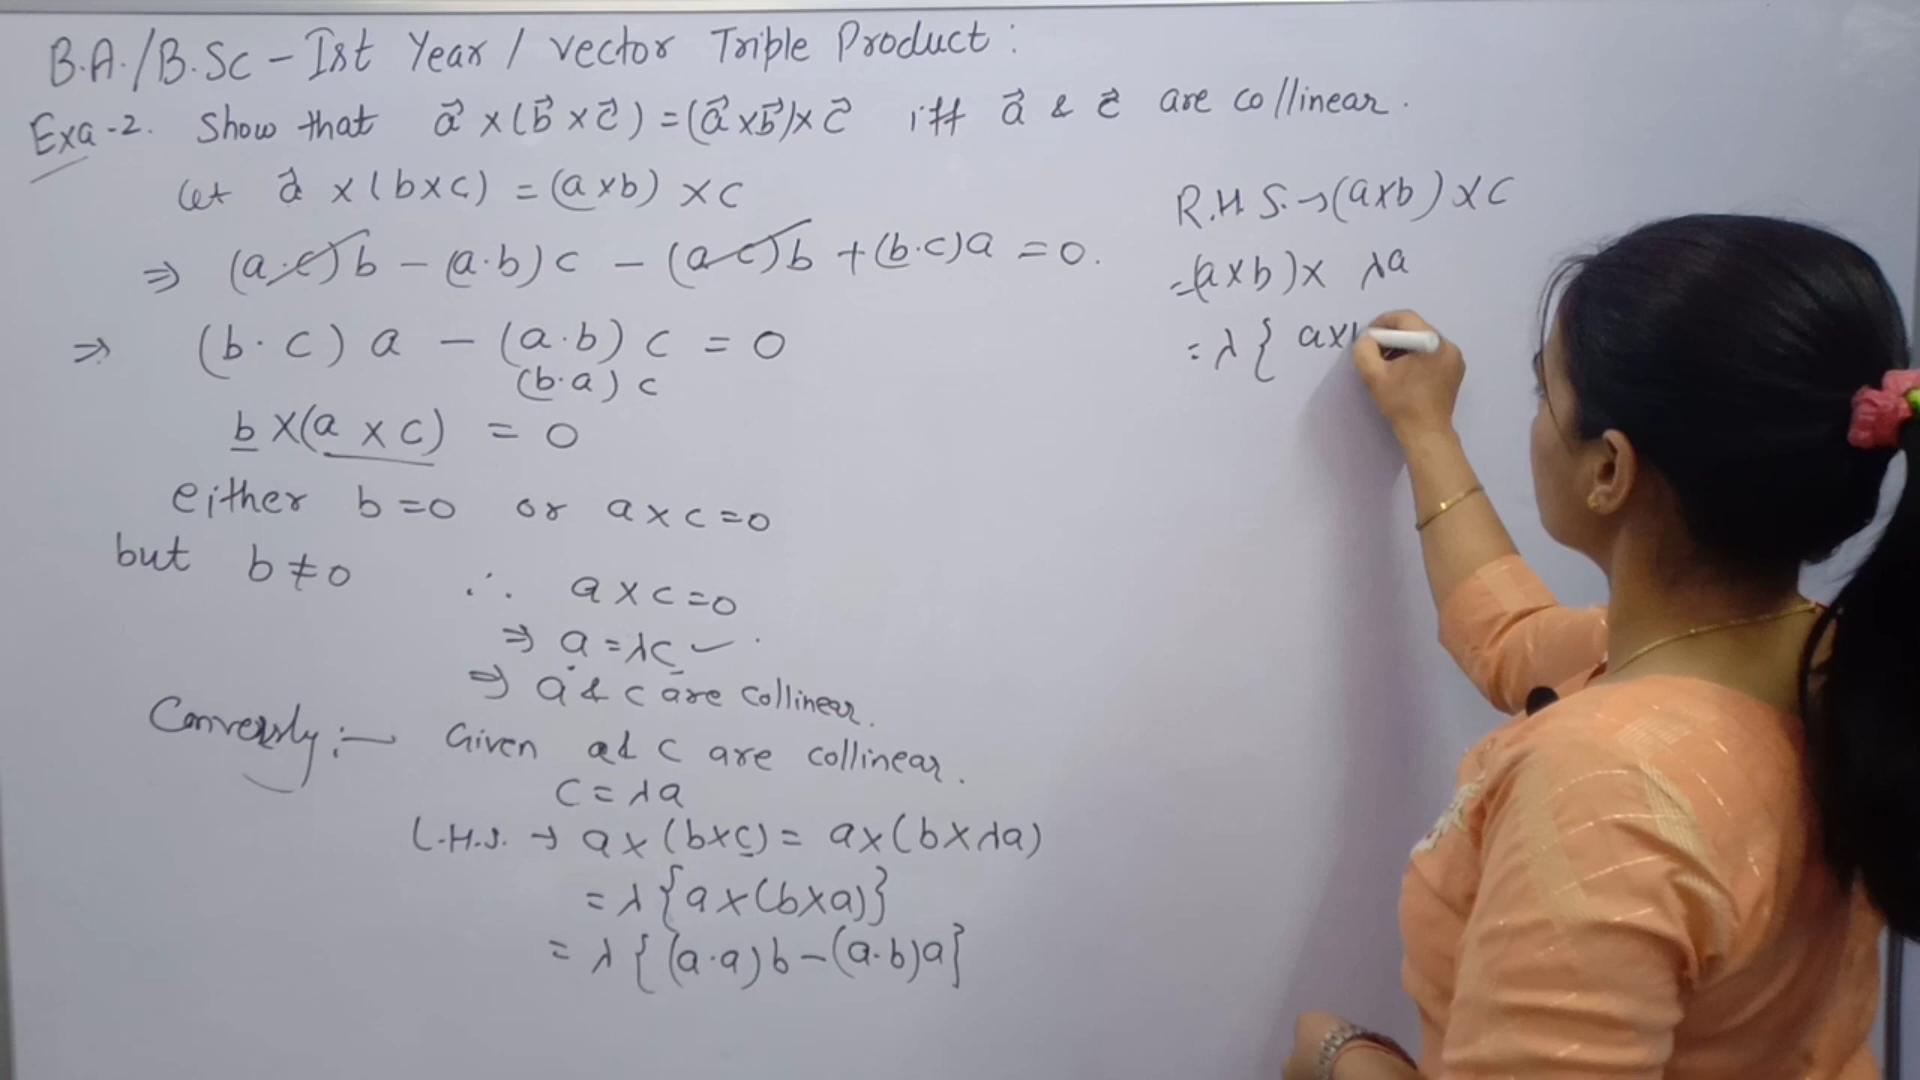 B.A./B.Sc - Ist Year / Vector Triple Product :
Exa-2. Show that a⃗ × (b⃗ × c⃗) = (a⃗ × b⃗) × c⃗ iff a⃗ & c⃗ are collinear.
Let a⃗ × (b × c) = (a × b) × c
⇒ (a·c)b − (a·b)c − (a·c)b + (b·c)a = 0.
⇒ (b·c)a − (a·b)c = 0
(b·a)c
b × (a × c) = 0
either b = 0 or a × c = 0
but b ≠ 0 ∴ a × c = 0
⇒ a = λc ✓
⇒ a & c are collinear.
Conversly :— Given a & c are collinear.
c = λa
L.H.S. → a × (b × c) = a × (b × λa)
= λ{a × (b × a)}
= λ{(a·a)b − (a·b)a}
R.H.S. → (a × b) × c
= (a × b) × λa
= λ{ a ×